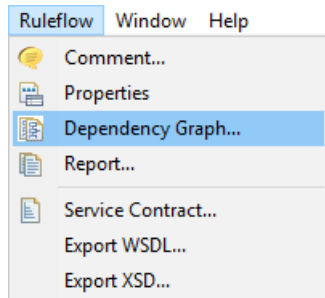 Ruleflow Window Help
Comment...
Properties
Dependency Graph...
Report...
Service Contract...
Export WSDL...
Export XSD...